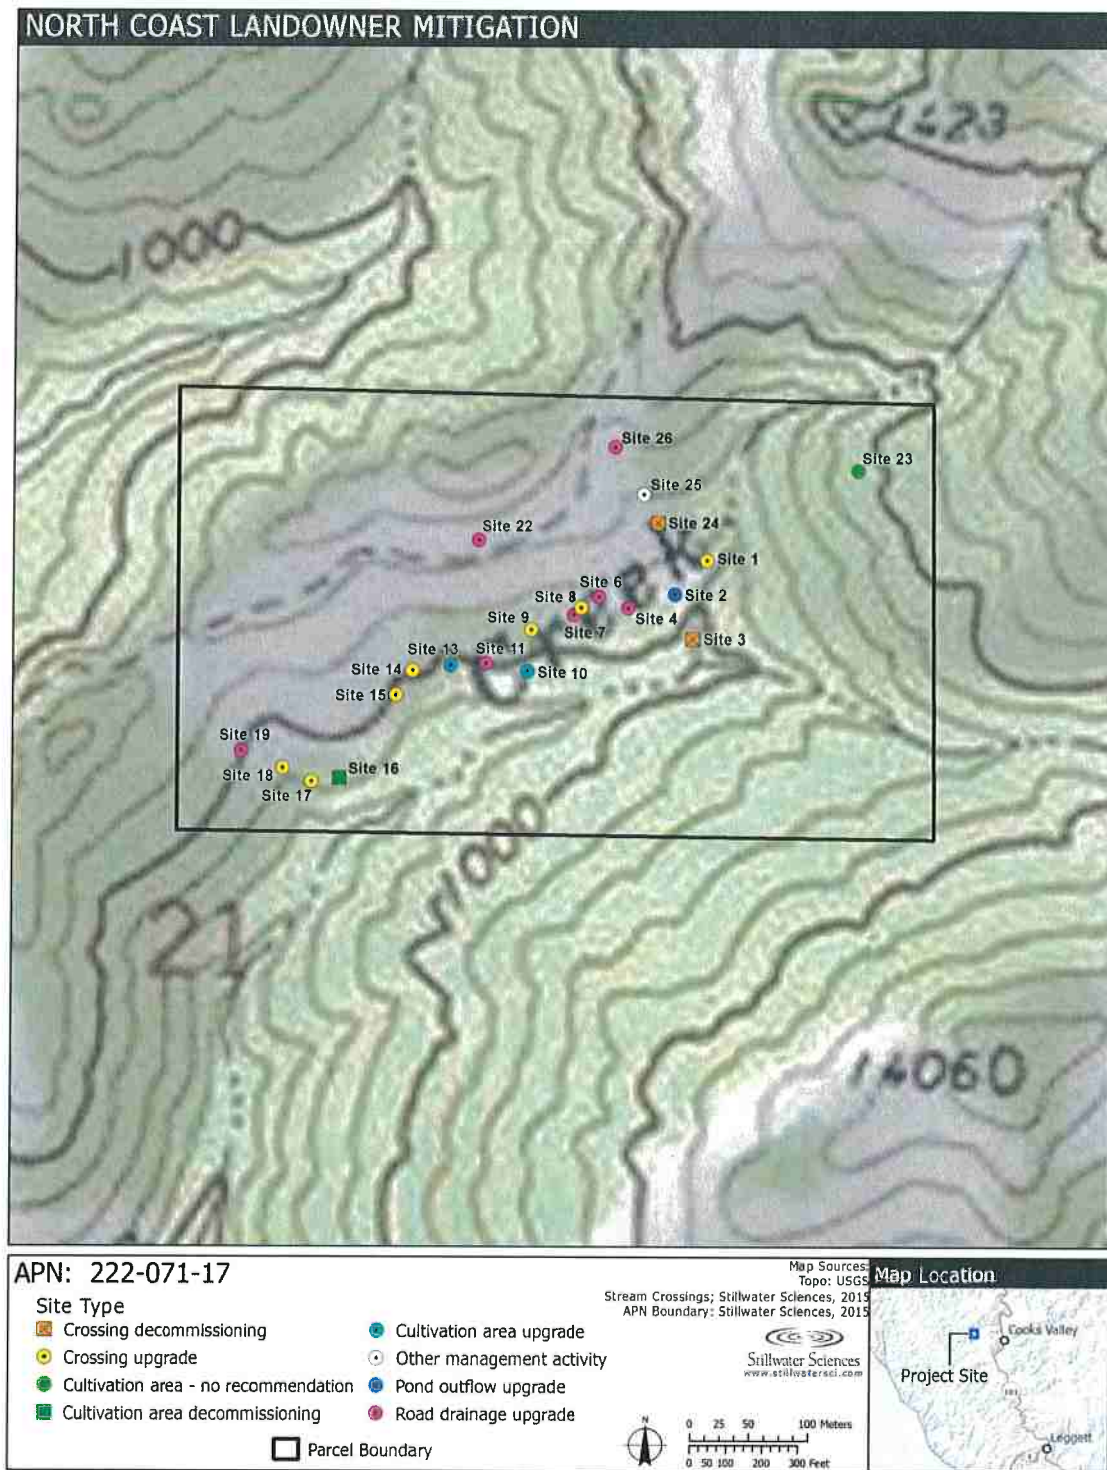 NORTH COAST LANDOWNER MITIGATION
1423
1000
Site 26
Site 23
Site 25
Site 24
Site 22
Site 1
Site 6
Site 2
Site 8
Site 4
Site 7
Site 9
Site 3
Site 13
Site 11
Site 14
Site 10
Site 15
Site 19
Site 18
Site 16
Site 17
1000
21
14060
APN: 222-071-17
Site Type
Crossing decommissioning
Crossing upgrade
Cultivation area - no recommendation
Cultivation area decommissioning
Cultivation area upgrade
Other management activity
Pond outflow upgrade
Road drainage upgrade
Parcel Boundary
Map Sources:
Topo: USGS
Stream Crossings; Stillwater Sciences, 2015
APN Boundary: Stillwater Sciences, 2015
Stillwater Sciences
www.stillwatersci.com
N
0 25 50 100 Meters
0 50 100 200 300 Feet
Map Location
Cooks Valley
Project Site
101
Leggett